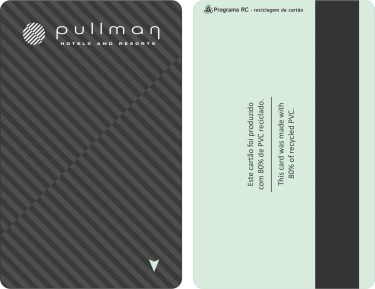 pullman
HOTELS AND RESORTS
Programa RC - reciclagem de cartão
Este cartão foi produzido
com 80% de PVC reciclado.
This card was made with
80% of recycled PVC.